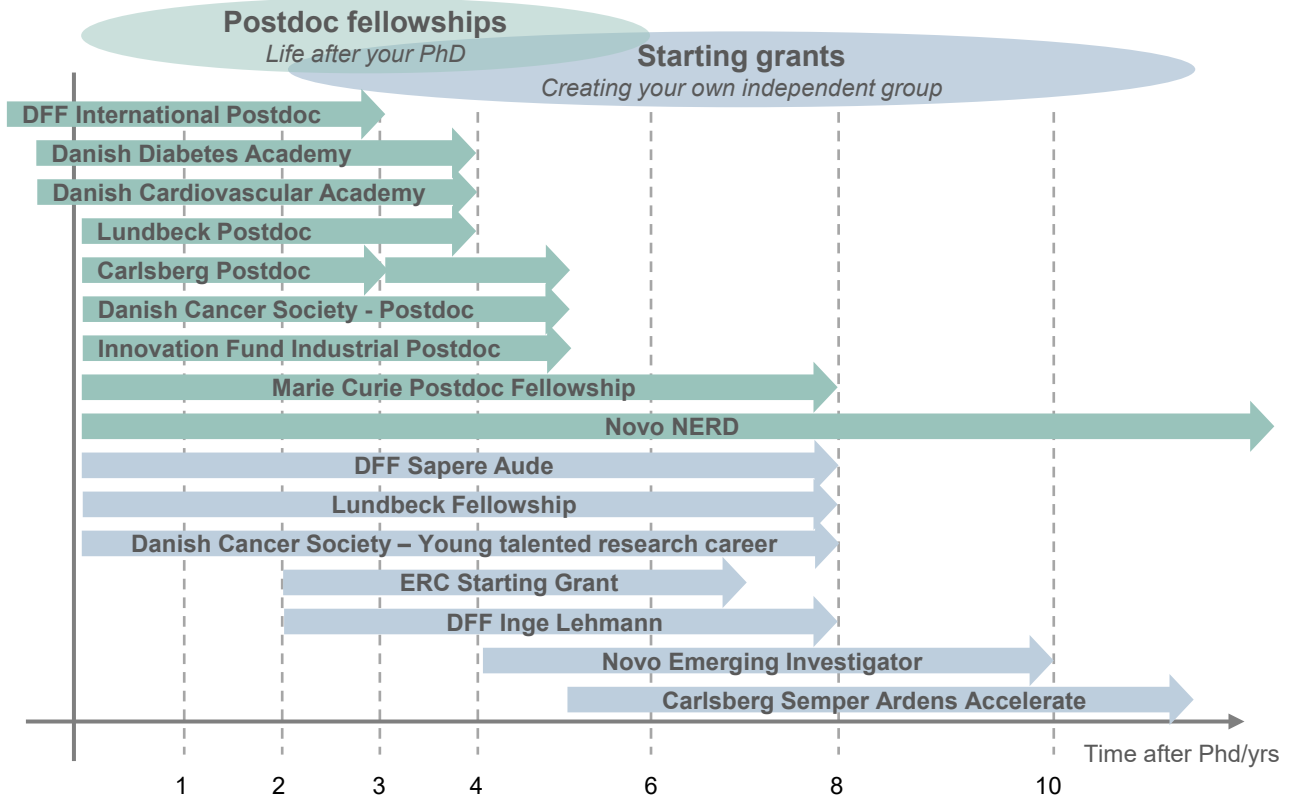 Postdoc fellowships
Life after your PhD
Starting grants
Creating your own independent group
DFF International Postdoc
Danish Diabetes Academy
Danish Cardiovascular Academy
Lundbeck Postdoc
Carlsberg Postdoc
Danish Cancer Society - Postdoc
Innovation Fund Industrial Postdoc
Marie Curie Postdoc Fellowship
Novo NERD
DFF Sapere Aude
Lundbeck Fellowship
Danish Cancer Society – Young talented research career
ERC Starting Grant
DFF Inge Lehmann
Novo Emerging Investigator
Carlsberg Semper Ardens Accelerate
Time after Phd/yrs
1 2 3 4 6 8 10